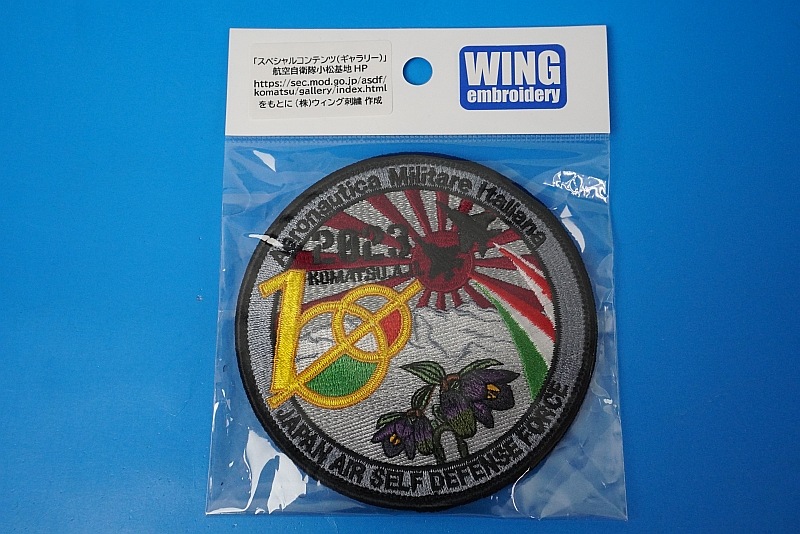 「スペシャルコンテンツ(ギャラリー)」
航空自衛隊小松基地 HP
https://sec.mod.go.jp/asdf/
komatsu/gallery/index.html
をもとに (株)ウィング刺繍 作成
WING
embroidery
Aeronautica Militare Italiana
2023
KOMATSU A.B
100
JAPAN AIR SELF DEFENSE FORCE